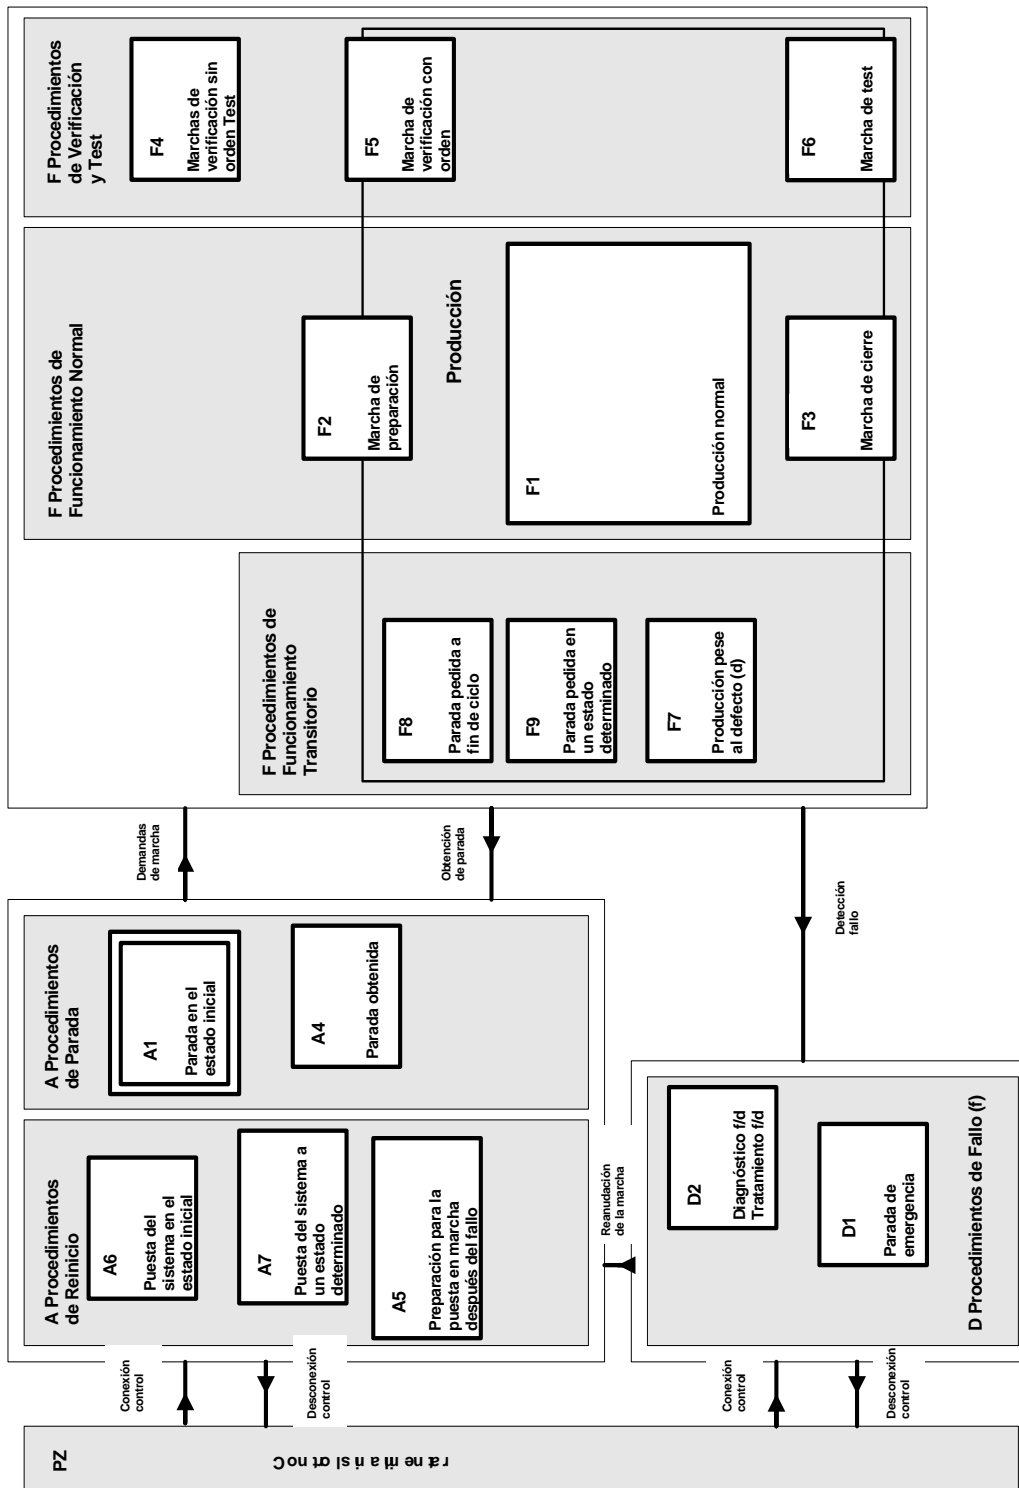 PZ
Control sin alimentar
Conexión
control
Desconexión
control
Conexión
control
Desconexión
control
A Procedimientos
de Reinicio
A6
Puesta del
sistema en el
estado inicial
A7
Puesta del sistema a
un estado
determinado
A5
Preparación para la
puesta en marcha
después del fallo
A Procedimientos
de Parada
A1
Parada en el
estado inicial
A4
Parada obtenida
Reanudación
de la marcha
D2
Diagnóstico f/d
Tratamiento f/d
D1
Parada de
emergencia
D Procedimientos de Fallo (f)
Demandas
de marcha
Obtención
de parada
Detección
fallo
F Procedimientos de
Funcionamiento
Transitorio
F8
Parada pedida a
fin de ciclo
F9
Parada pedida en
un estado
determinado
F7
Producción pese
al defecto (d)
F Procedimientos de
Funcionamiento Normal
F2
Marcha de
preparación
Producción
F1
Producción normal
F3
Marcha de cierre
F Procedimientos
de Verificación
y Test
F4
Marchas de
verificación sin
orden Test
F5
Marcha de
verificación con
orden
F6
Marcha de test